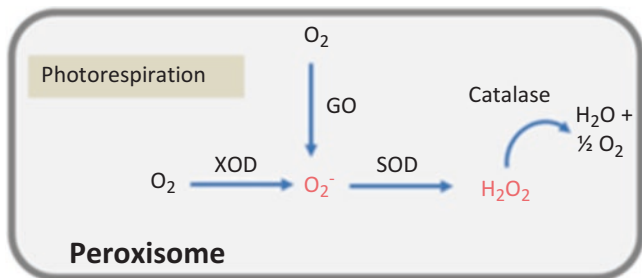 O₂
Photorespiration
GO
Catalase
H₂O +
½ O₂
XOD
SOD
O₂
O₂⁻
H₂O₂
Peroxisome